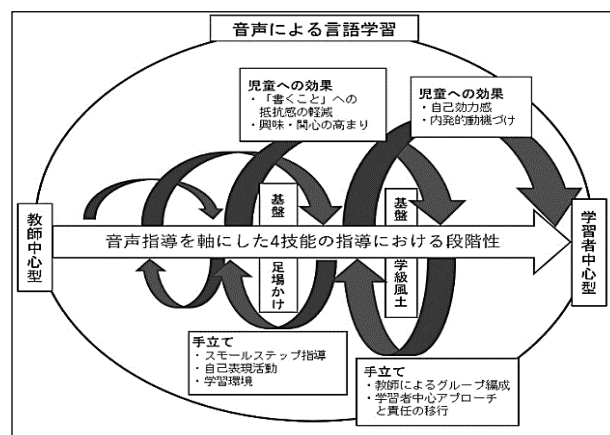 音声による言語学習
児童への効果
・「書くこと」への
抵抗感の軽減
・興味・関心の高まり
児童への効果
・自己効力感
・内発的動機づけ
教師中心型
基盤
基盤
音声指導を軸にした4技能の指導における段階性
足場かけ
学級風土
学習者中心型
手立て
・スモールステップ指導
・自己表現活動
・学習環境
手立て
・教師によるグループ編成
・学習者中心アプローチ
と責任の移行